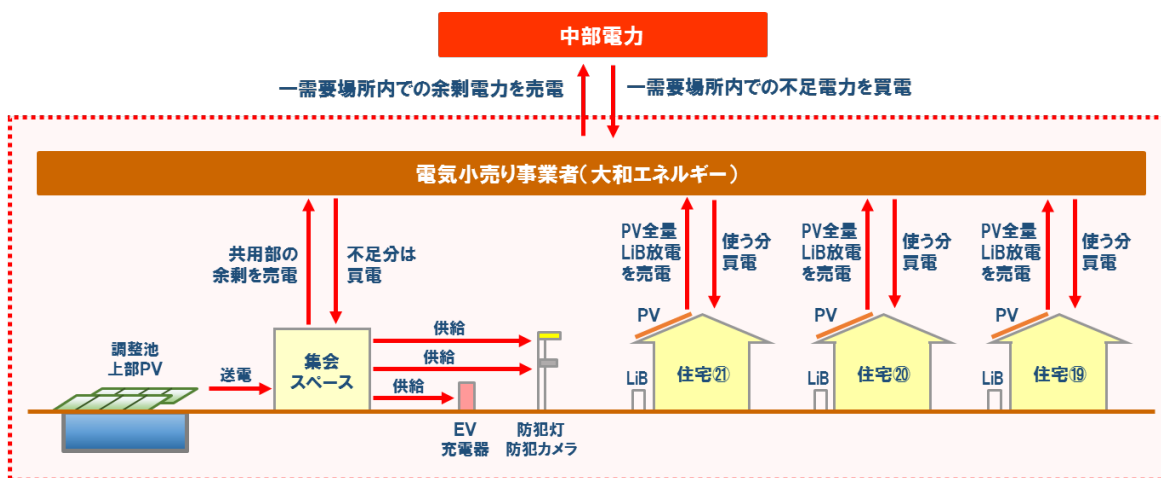 中部電力
一需要場所内での余剰電力を売電
一需要場所内での不足電力を買電
電気小売り事業者(大和エネルギー)
共用部の
余剰を売電
不足分は
買電
PV全量
LiB放電
を売電
使う分
買電
PV全量
LiB放電
を売電
使う分
買電
PV全量
LiB放電
を売電
使う分
買電
調整池
上部PV
送電
集会
スペース
供給
供給
供給
EV
充電器
防犯灯
防犯カメラ
PV
LiB
住宅㉑
PV
LiB
住宅⑳
PV
LiB
住宅⑲